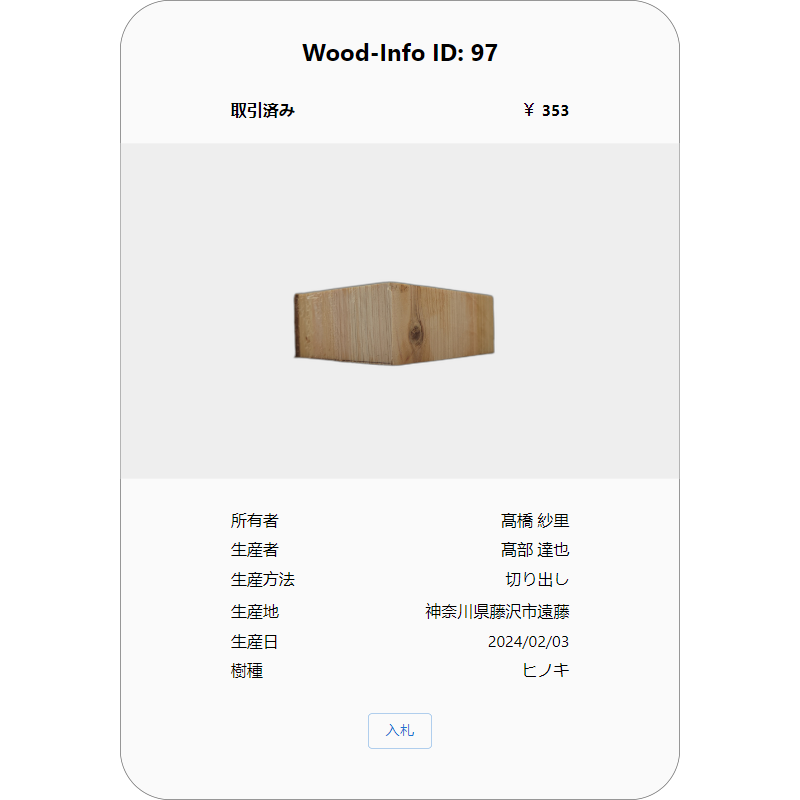 Wood-Info ID: 97
取引済み ￥ 353
所有者 髙橋 紗里
生産者 髙部 達也
生産方法 切り出し
生産地 神奈川県藤沢市遠藤
生産日 2024/02/03
樹種 ヒノキ
入札